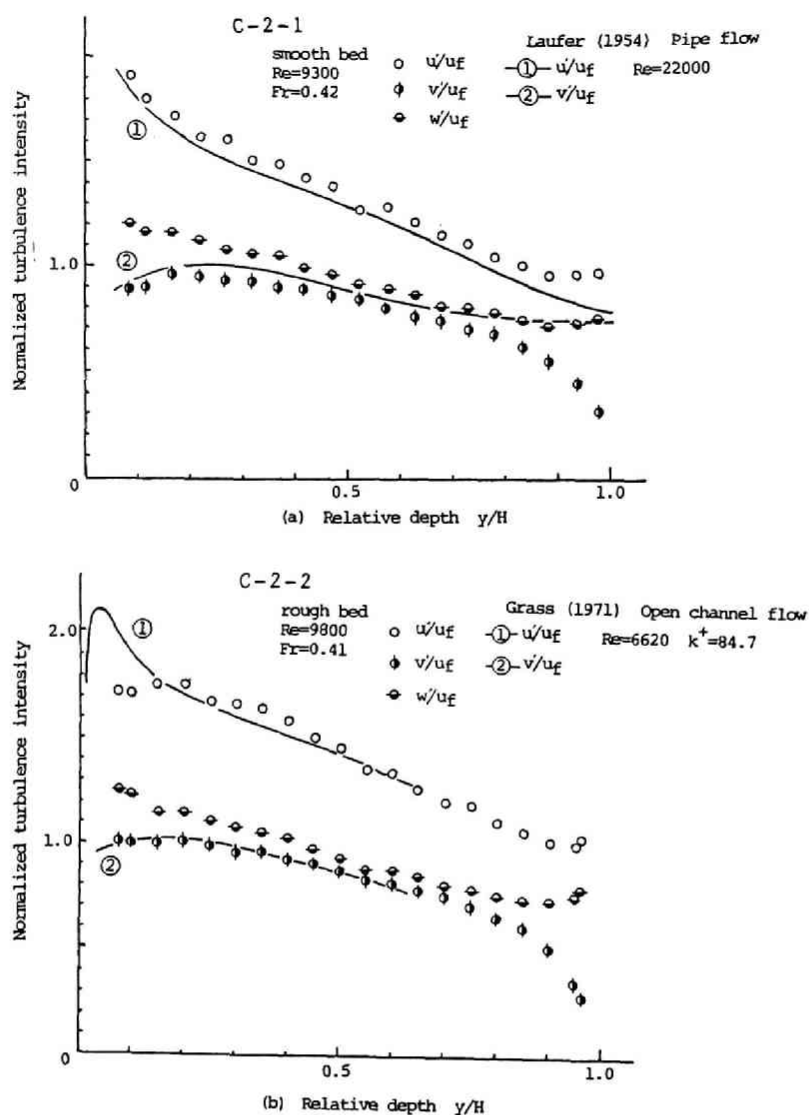 C-2-1
smooth bed
Re=9300
Fr=0.42
u'/uf
v'/uf
w'/uf
Laufer (1954) Pipe flow
① u'/uf Re=22000
② v'/uf
①
②
Normalized turbulence intensity
1.0
0
0.5
1.0
(a) Relative depth y/H
C-2-2
rough bed
Re=9800
Fr=0.41
u'/uf
v'/uf
w'/uf
Grass (1971) Open channel flow
① u'/uf Re=6620 k+=84.7
② v'/uf
①
②
Normalized turbulence intensity
2.0
1.0
0
0.5
1.0
(b) Relative depth y/H